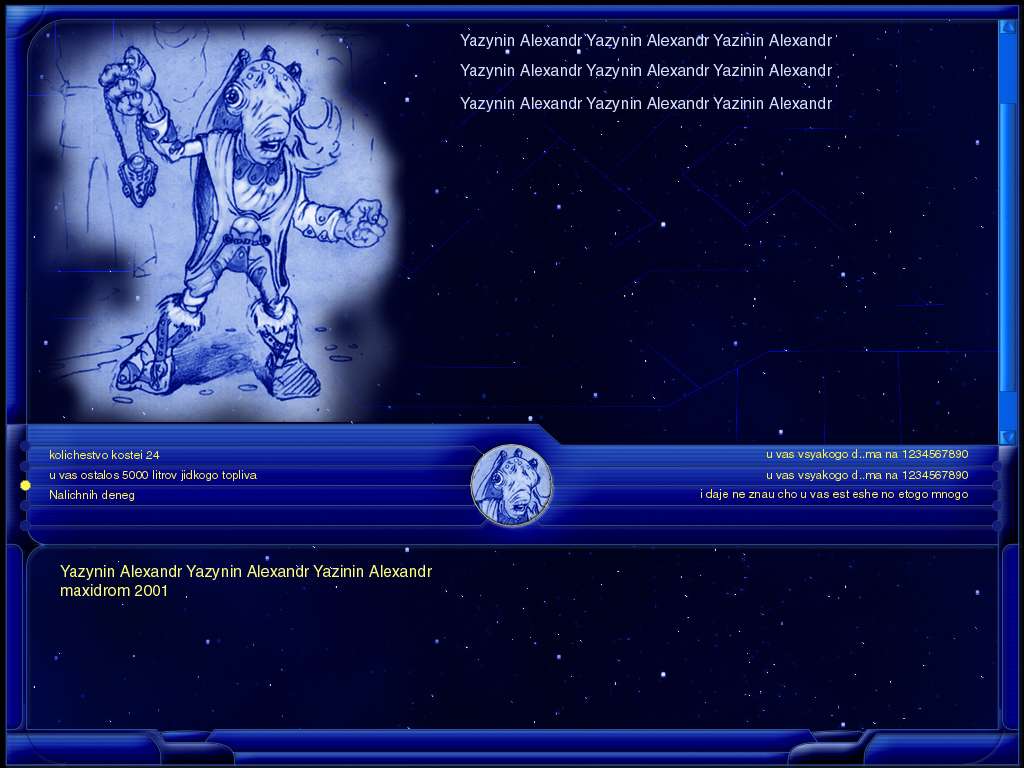 Yazynin Alexandr Yazynin Alexandr Yazinin Alexandr
Yazynin Alexandr Yazynin Alexandr Yazinin Alexandr
Yazynin Alexandr Yazynin Alexandr Yazinin Alexandr
kolichestvo kostei 24
u vas ostalos 5000 litrov jidkogo topliva
Nalichnih deneg
u vas vsyakogo d..ma na 1234567890
u vas vsyakogo d..ma na 1234567890
i daje ne znau cho u vas est eshe no etogo mnogo
Yazynin Alexandr Yazynin Alexandr Yazinin Alexandr
maxidrom 2001